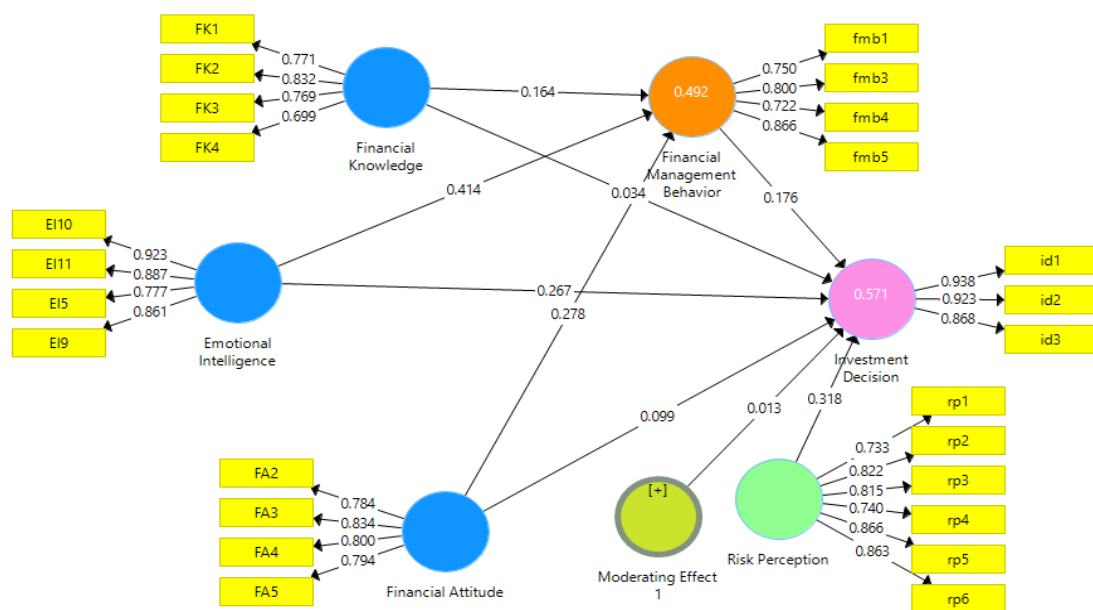 FK1
FK2
FK3
FK4
0.771
0.832
0.769
0.699
Financial
Knowledge
0.164
0.492
Financial
Management
Behavior
fmb1
fmb3
fmb4
fmb5
0.750
0.800
0.722
0.866
0.414
0.034
0.176
EI10
EI11
EI5
EI9
0.923
0.887
0.777
0.861
Emotional
Intelligence
0.267
0.278
0.571
Investment
Decision
0.938
0.923
0.868
id1
id2
id3
0.099
0.013
0.318
FA2
FA3
FA4
FA5
0.784
0.834
0.800
0.794
Financial Attitude
[+]
Moderating Effect
1
Risk Perception
0.733
0.822
0.815
0.740
0.866
0.863
rp1
rp2
rp3
rp4
rp5
rp6